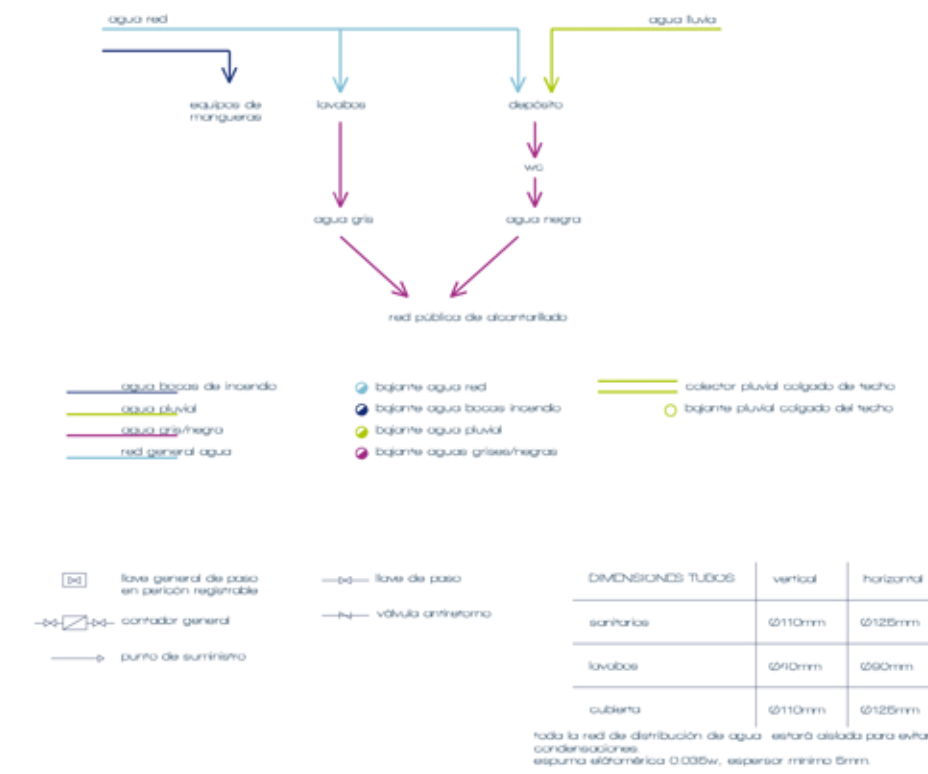 agua red
agua lluvia
equipos de
mangueras
lavabos
depósito
wc
agua gris
agua negra
red pública de alcantarillado
agua bocas de incendio
agua pluvial
agua gris/negra
red general agua
bajante agua red
bajante agua bocas incendio
bajante agua pluvial
bajante aguas grises/negras
colector pluvial colgado de techo
bajante pluvial colgado del techo
llave general de paso
en pericón registrable
contador general
punto de suministro
llave de paso
válvula antiretorno
DIMENSIONES TUBOS vertical horizontal
sanitarios Ø110mm Ø125mm
lavabos Ø40mm Ø90mm
cubierta Ø110mm Ø125mm
toda la red de distribución de agua estará aislada para evitar
condensaciones.
espuma elátomérica 0.035w, espersor mínimo 6mm.